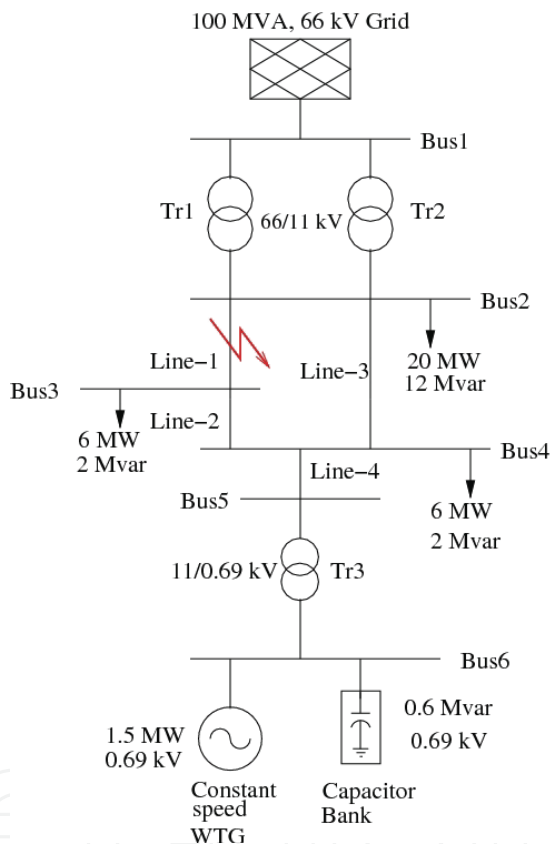 100 MVA, 66 kV Grid
Bus1
Tr1
66/11 kV
Tr2
Bus2
Line-1
Line-3
20 MW
12 Mvar
Bus3
Line-2
6 MW
2 Mvar
Bus4
Line-4
Bus5
6 MW
2 Mvar
11/0.69 kV
Tr3
Bus6
1.5 MW
0.69 kV
0.6 Mvar
0.69 kV
Constant
speed
WTG
Capacitor
Bank